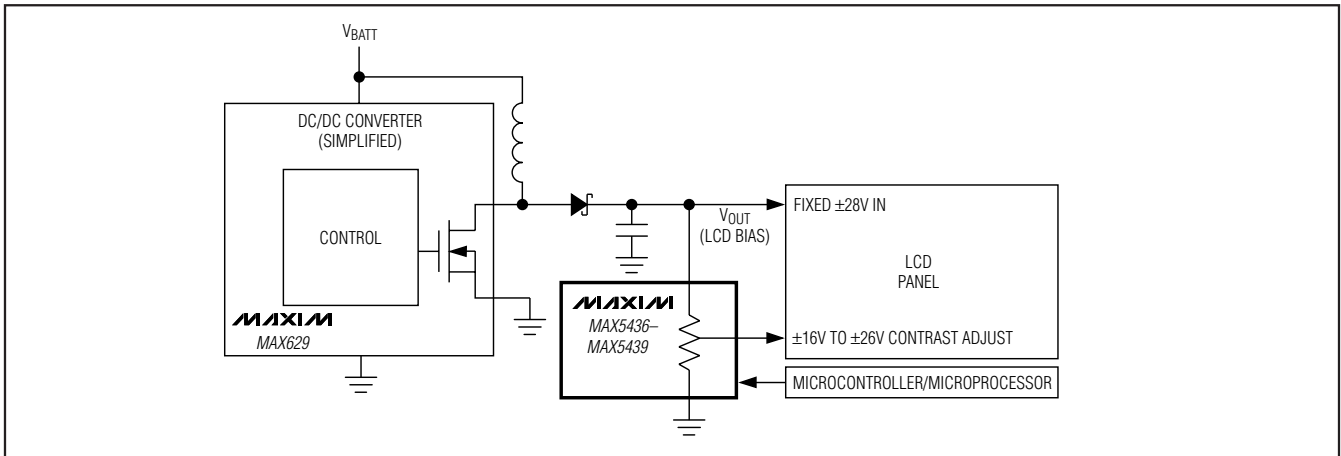 VBATT
DC/DC CONVERTER
(SIMPLIFIED)
CONTROL
MAXIM
MAX629
VOUT
(LCD BIAS)
MAXIM
MAX5436–
MAX5439
FIXED ±28V IN
LCD
PANEL
±16V TO ±26V CONTRAST ADJUST
MICROCONTROLLER/MICROPROCESSOR